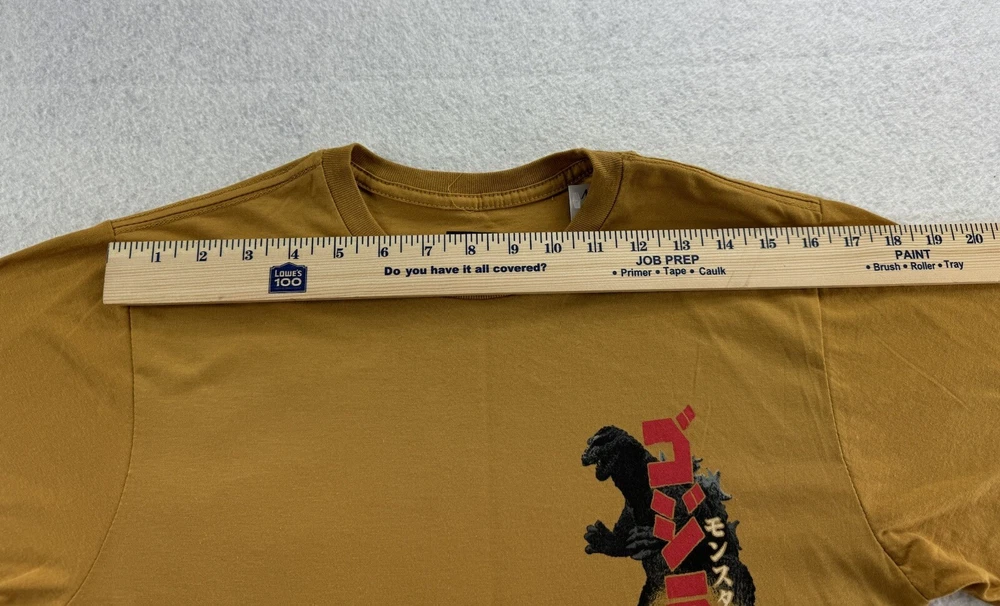 1 2 3 4 5 6 7 8 9 10 11 12 13 14 15 16 17 18 19 20
LOWE'S
100
Do you have it all covered?
JOB PREP
• Primer • Tape • Caulk
PAINT
• Brush • Roller • Tray
ゴジ
モンスタ